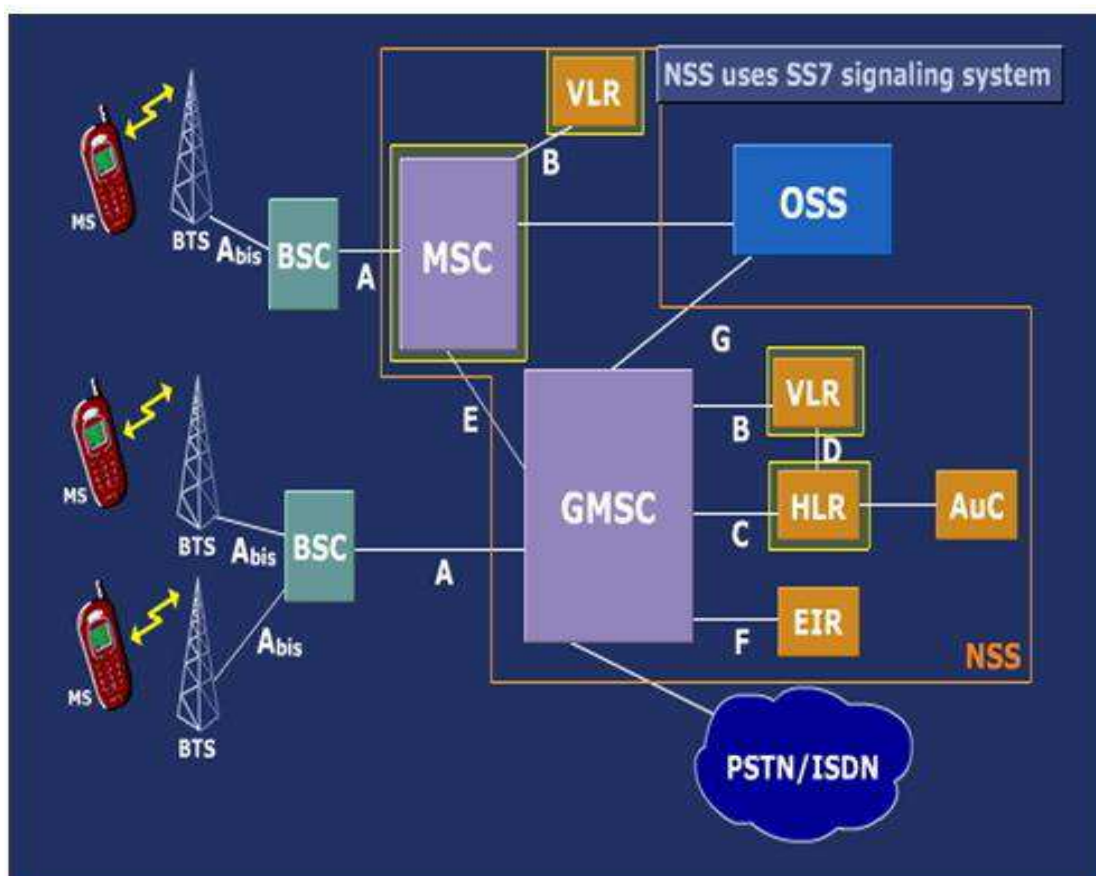 NSS uses SS7 signaling system
VLR
B
MS
BTS
Abis
BSC
A
MSC
OSS
G
E
MS
BTS
Abis
BSC
A
GMSC
B
VLR
D
C
HLR
AuC
F
EIR
NSS
MS
BTS
Abis
PSTN/ISDN